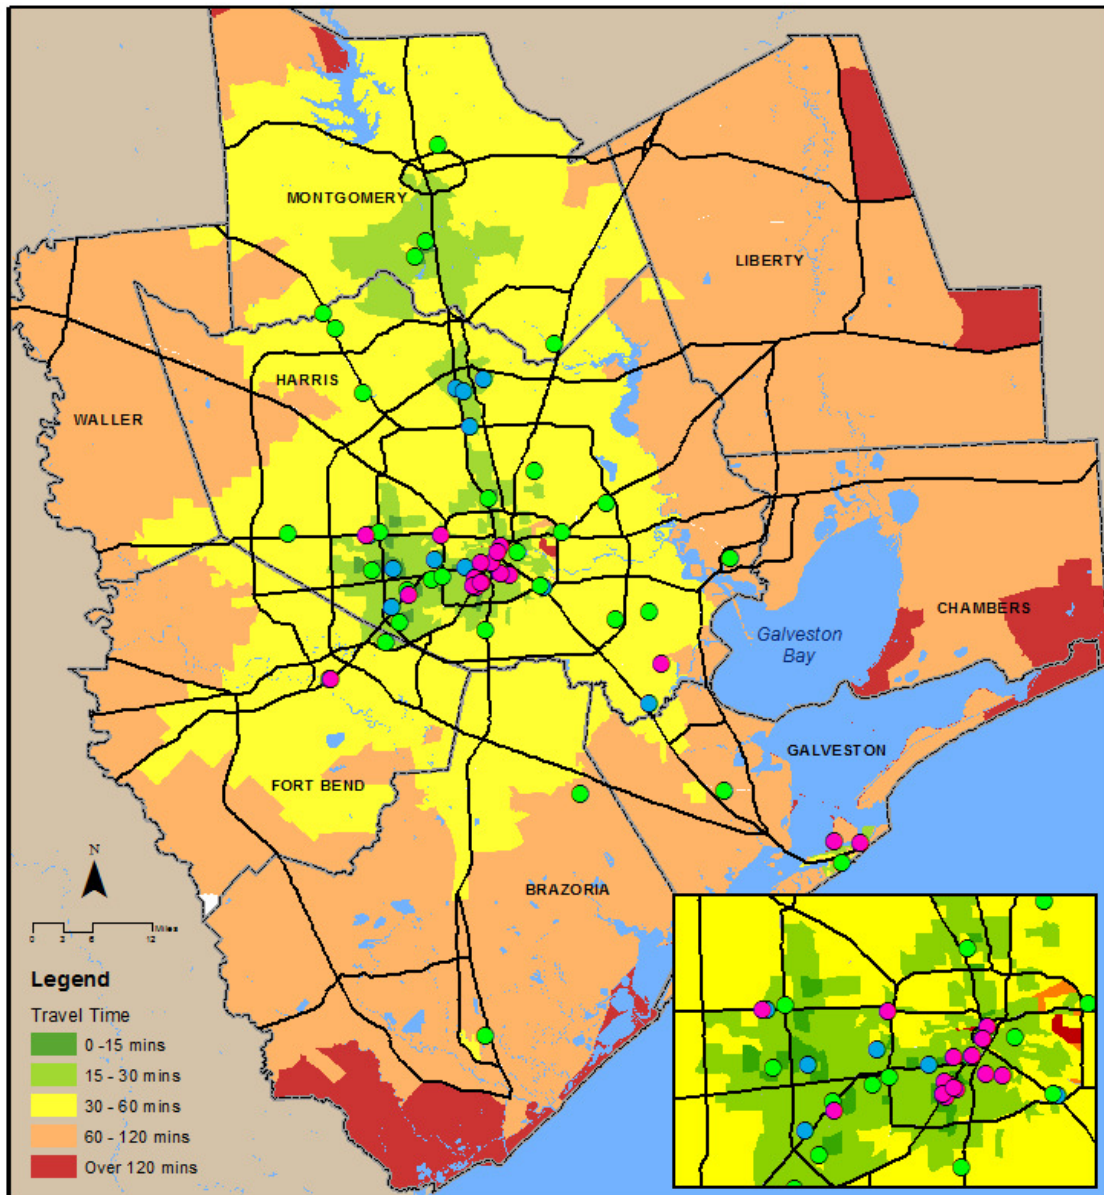 MONTGOMERY
LIBERTY
HARRIS
WALLER
CHAMBERS
Galveston
Bay
GALVESTON
FORT BEND
BRAZORIA
N
0 3 6 12 Miles
Legend
Travel Time
0 -15 mins
15 - 30 mins
30 - 60 mins
60 - 120 mins
Over 120 mins